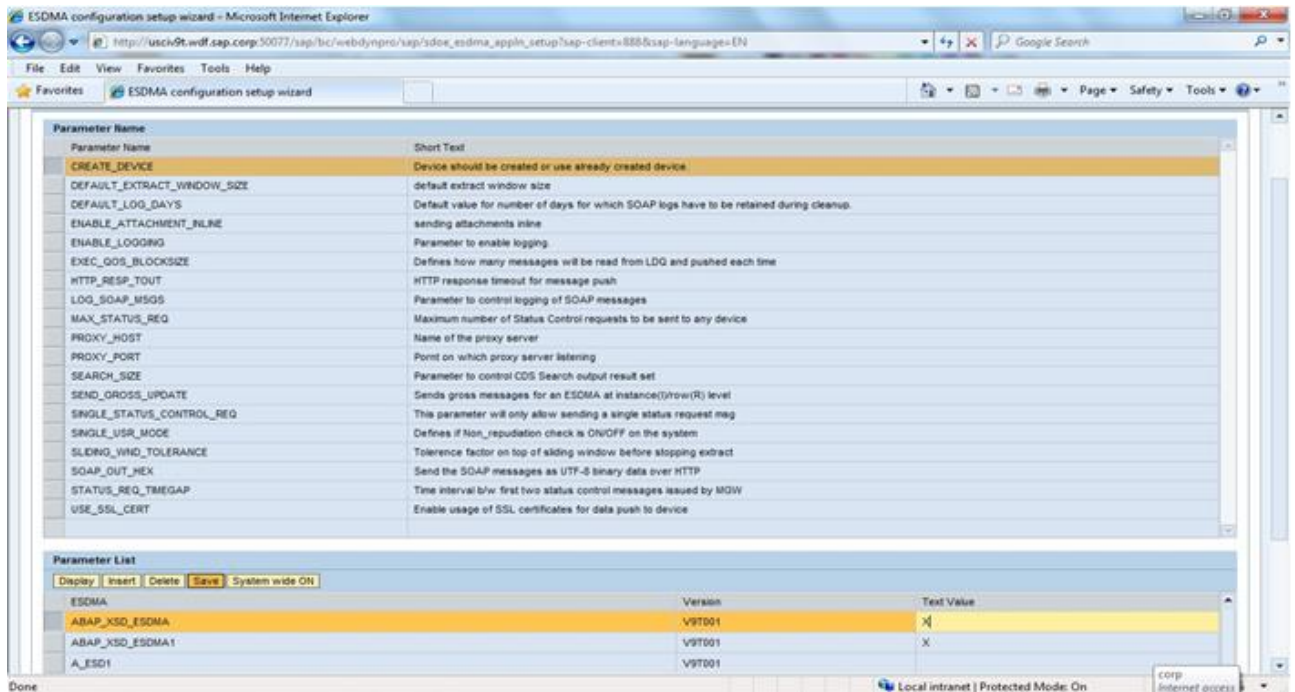 ESDMA configuration setup wizard - Microsoft Internet Explorer
http://usciv9t.wdf.sap.corp:50077/sap/bc/webdynpro/sap/sdoe_esdma_appln_setup?sap-client=888&sap-language=EN
Google Search
File Edit View Favorites Tools Help
Favorites ESDMA configuration setup wizard Page Safety Tools
Parameter Name
Parameter Name Short Text
CREATE_DEVICE Device should be created or use already created device.
DEFAULT_EXTRACT_WINDOW_SIZE default extract window size
DEFAULT_LOG_DAYS Default value for number of days for which SOAP logs have to be retained during cleanup.
ENABLE_ATTACHMENT_INLINE sending attachments inline
ENABLE_LOGGING Parameter to enable logging.
EXEC_QOS_BLOCKSIZE Defines how many messages will be read from LDQ and pushed each time
HTTP_RESP_TOUT HTTP response timeout for message push
LOG_SOAP_MSGS Parameter to control logging of SOAP messages
MAX_STATUS_REQ Maximum number of Status Control requests to be sent to any device
PROXY_HOST Name of the proxy server
PROXY_PORT Pornt on which proxy server listening
SEARCH_SIZE Parameter to control CDS Search output result set
SEND_GROSS_UPDATE Sends gross messages for an ESDMA at instance(I)/row(R) level
SINGLE_STATUS_CONTROL_REQ This parameter will only allow sending a single status request msg
SINGLE_USR_MODE Defines if Non_repudiation check is ON/OFF on the system
SLIDING_WND_TOLERANCE Tolerence factor on top of sliding window before stopping extract
SOAP_OUT_HEX Send the SOAP messages as UTF-8 binary data over HTTP
STATUS_REQ_TIMEGAP Time interval b/w first two status control messages issued by MGW
USE_SSL_CERT Enable usage of SSL certificates for data push to device
Parameter List
Display Insert Delete Save System wide ON
ESDMA Version Text Value
ABAP_XSD_ESDMA V9T001 X
ABAP_XSD_ESDMA1 V9T001 X
A_ESD1 V9T001
corp
Done Local intranet | Protected Mode: On Internet access